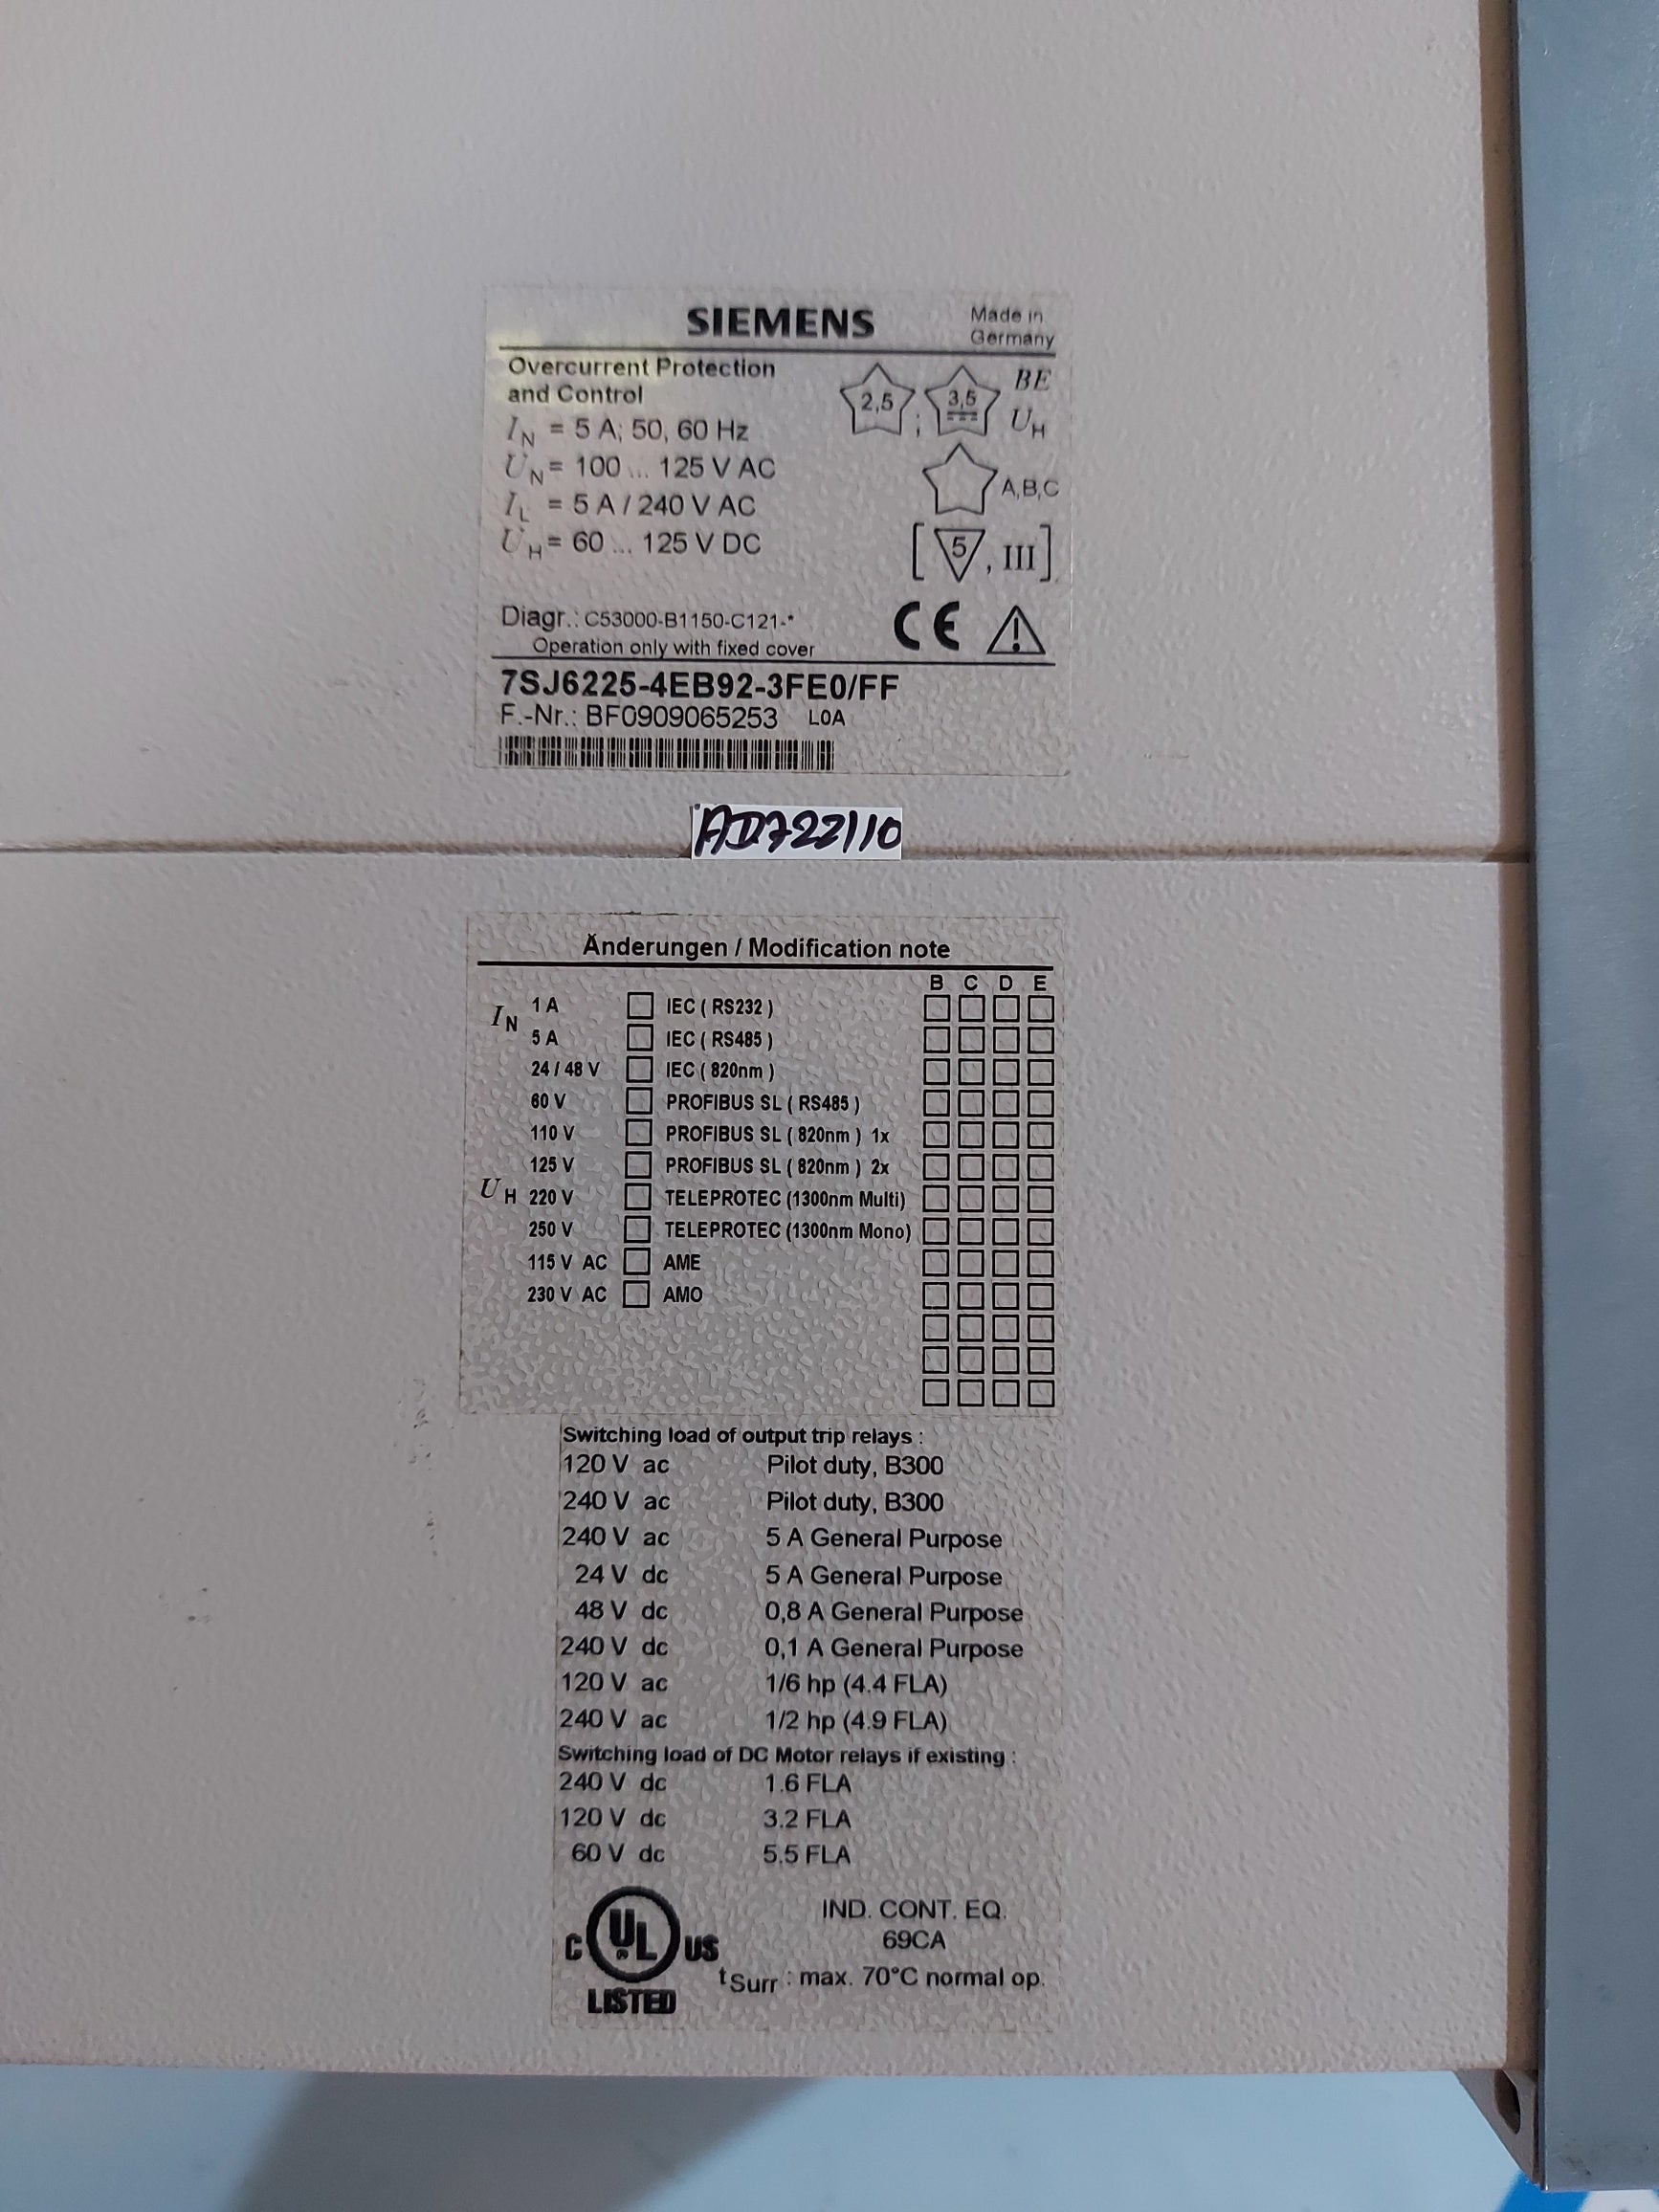 SIEMENS
Made in
Germany
Overcurrent Protection
and Control
2,5 ; 3,5 BE
IN = 5 A; 50, 60 Hz
UH
UN = 100 ... 125 V AC
A,B,C
IL = 5 A / 240 V AC
UH = 60 ... 125 V DC
[ 5 , III ]
Diagr.: C53000-B1150-C121-*
CE
Operation only with fixed cover
7SJ6225-4EB92-3FE0/FF
F.-Nr.: BF0909065253 L0A
AD722110
Änderungen / Modification note
B C D E
IN 1 A IEC ( RS232 )
5 A IEC ( RS485 )
24 / 48 V IEC ( 820nm )
60 V PROFIBUS SL ( RS485 )
110 V PROFIBUS SL ( 820nm ) 1x
125 V PROFIBUS SL ( 820nm ) 2x
UH 220 V TELEPROTEC (1300nm Multi)
250 V TELEPROTEC (1300nm Mono)
115 V AC AME
230 V AC AMO
Switching load of output trip relays :
120 V ac Pilot duty, B300
240 V ac Pilot duty, B300
240 V ac 5 A General Purpose
24 V dc 5 A General Purpose
48 V dc 0,8 A General Purpose
240 V dc 0,1 A General Purpose
120 V ac 1/6 hp (4.4 FLA)
240 V ac 1/2 hp (4.9 FLA)
Switching load of DC Motor relays if existing :
240 V dc 1.6 FLA
120 V dc 3.2 FLA
60 V dc 5.5 FLA
IND. CONT. EQ.
69CA
C UL ® US
tSurr : max. 70°C normal op.
LISTED